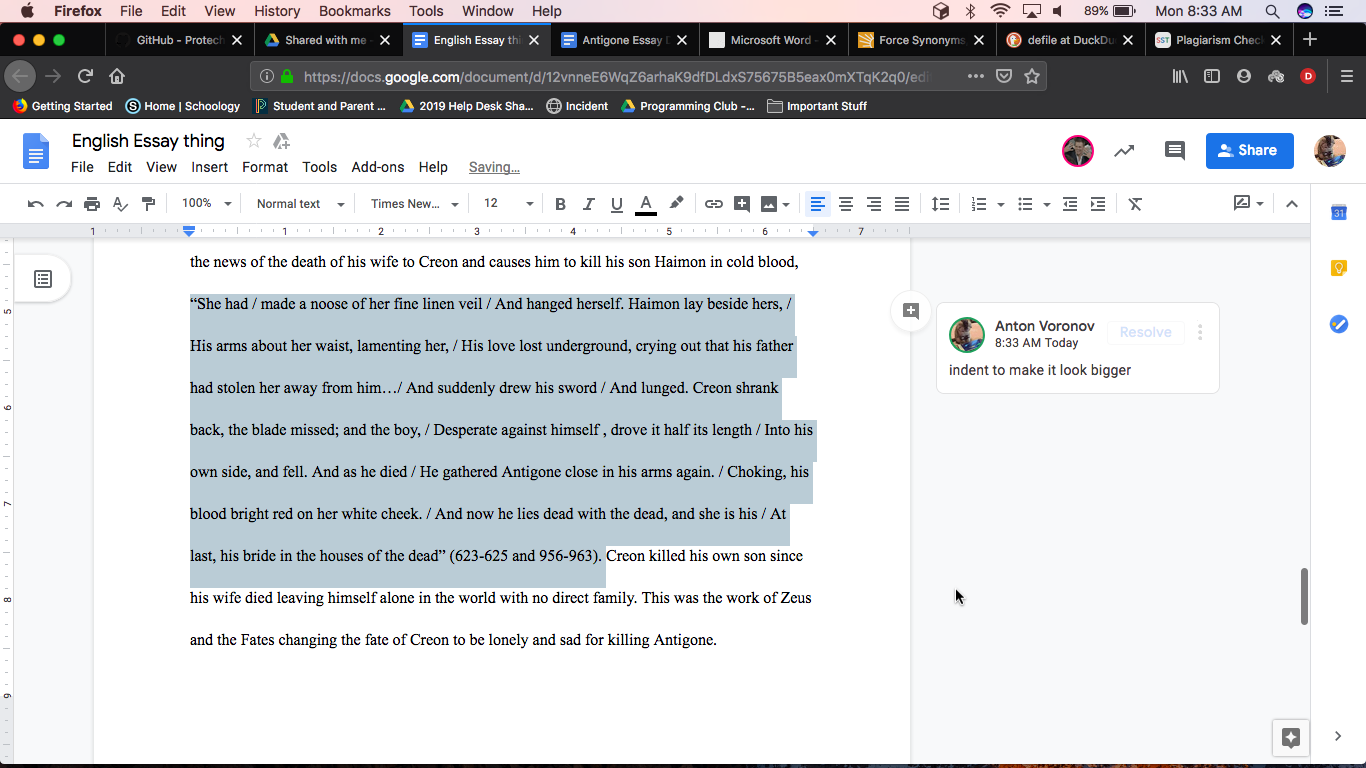 Firefox File Edit View History Bookmarks Tools Window Help 89% Mon 8:33 AM
GitHub - Protech Shared with me - English Essay thi Antigone Essay D Microsoft Word - Force Synonyms, defile at DuckDu Plagiarism Chec
https://docs.google.com/document/d/12vnneE6WqZ6arhaK9dfDLdxS75675B5eax0mXTqK2q0/edi D
Getting Started Home | Schoology Student and Parent ... 2019 Help Desk Sha... Incident Programming Club -... Important Stuff
English Essay thing
File Edit View Insert Format Tools Add-ons Help Saving...
Share
100% Normal text Times New... 12 B I U A
1 1 2 3 4 5 6 7
31
the news of the death of his wife to Creon and causes him to kill his son Haimon in cold blood,
“She had / made a noose of her fine linen veil / And hanged herself. Haimon lay beside hers, /
His arms about her waist, lamenting her, / His love lost underground, crying out that his father
had stolen her away from him…/ And suddenly drew his sword / And lunged. Creon shrank
back, the blade missed; and the boy, / Desperate against himself , drove it half its length / Into his
own side, and fell. And as he died / He gathered Antigone close in his arms again. / Choking, his
blood bright red on her white cheek. / And now he lies dead with the dead, and she is his / At
last, his bride in the houses of the dead” (623-625 and 956-963). Creon killed his own son since
his wife died leaving himself alone in the world with no direct family. This was the work of Zeus
and the Fates changing the fate of Creon to be lonely and sad for killing Antigone.
5
6
7
8
9
Anton Voronov
Resolve
8:33 AM Today
indent to make it look bigger